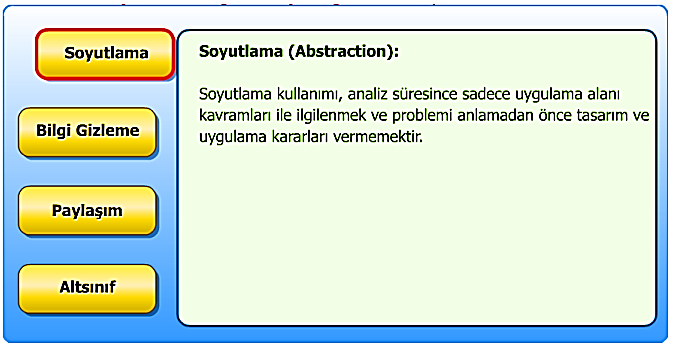 Soyutlama
Bilgi Gizleme
Paylaşım
Altsınıf
Soyutlama (Abstraction):
Soyutlama kullanımı, analiz süresince sadece uygulama alanı
kavramları ile ilgilenmek ve problemi anlamadan önce tasarım ve
uygulama kararları vermemektir.